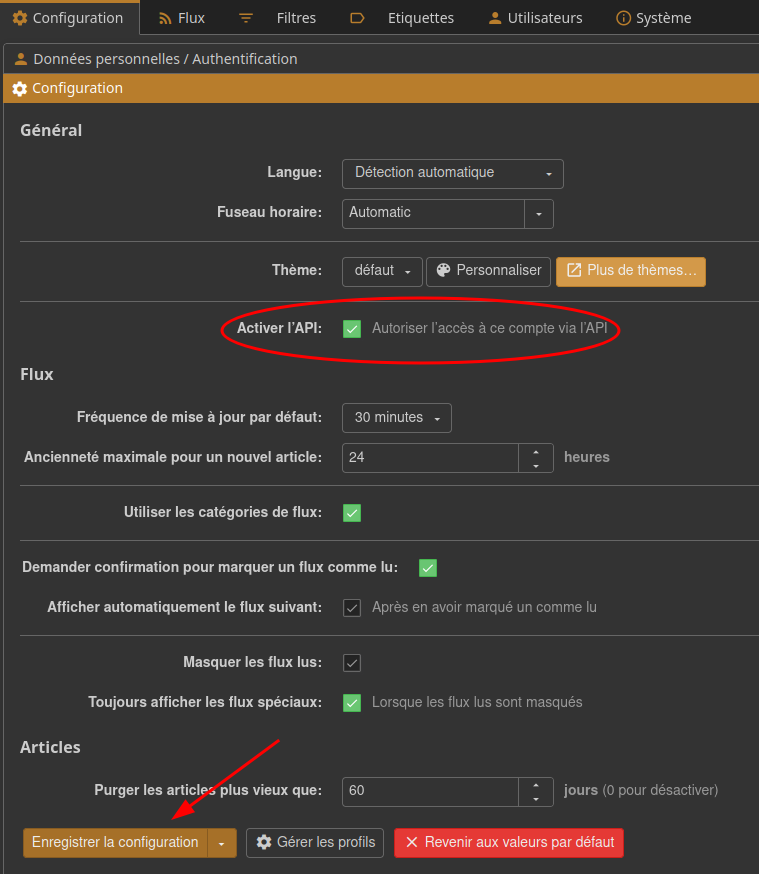 Configuration Flux Filtres Etiquettes Utilisateurs Système
Données personnelles / Authentification
Configuration
Général
Langue: Détection automatique
Fuseau horaire: Automatic
Thème: défaut Personnaliser Plus de thèmes…
Activer l’API: Autoriser l’accès à ce compte via l’API
Flux
Fréquence de mise à jour par défaut: 30 minutes
Ancienneté maximale pour un nouvel article: 24 heures
Utiliser les catégories de flux:
Demander confirmation pour marquer un flux comme lu:
Afficher automatiquement le flux suivant: Après en avoir marqué un comme lu
Masquer les flux lus:
Toujours afficher les flux spéciaux: Lorsque les flux lus sont masqués
Articles
Purger les articles plus vieux que: 60 jours (0 pour désactiver)
Enregistrer la configuration Gérer les profils Revenir aux valeurs par défaut